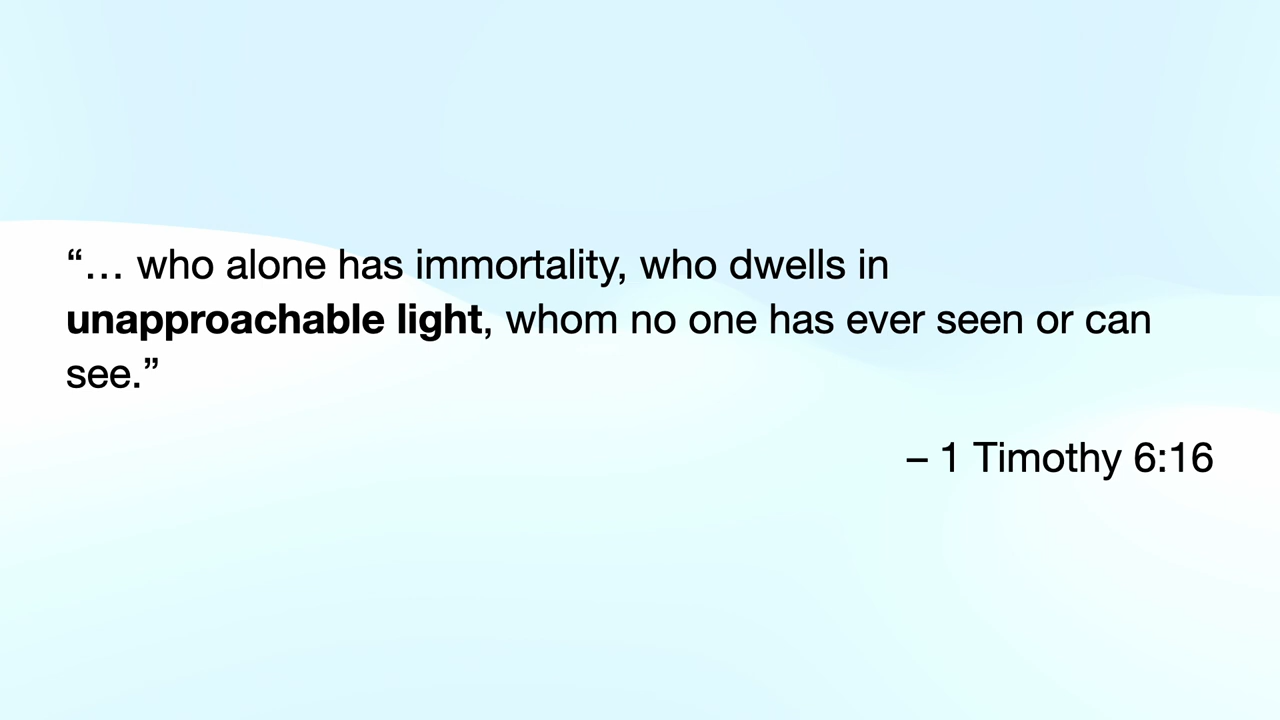 “… who alone has immortality, who dwells in
unapproachable light, whom no one has ever seen or can
see.”
– 1 Timothy 6:16